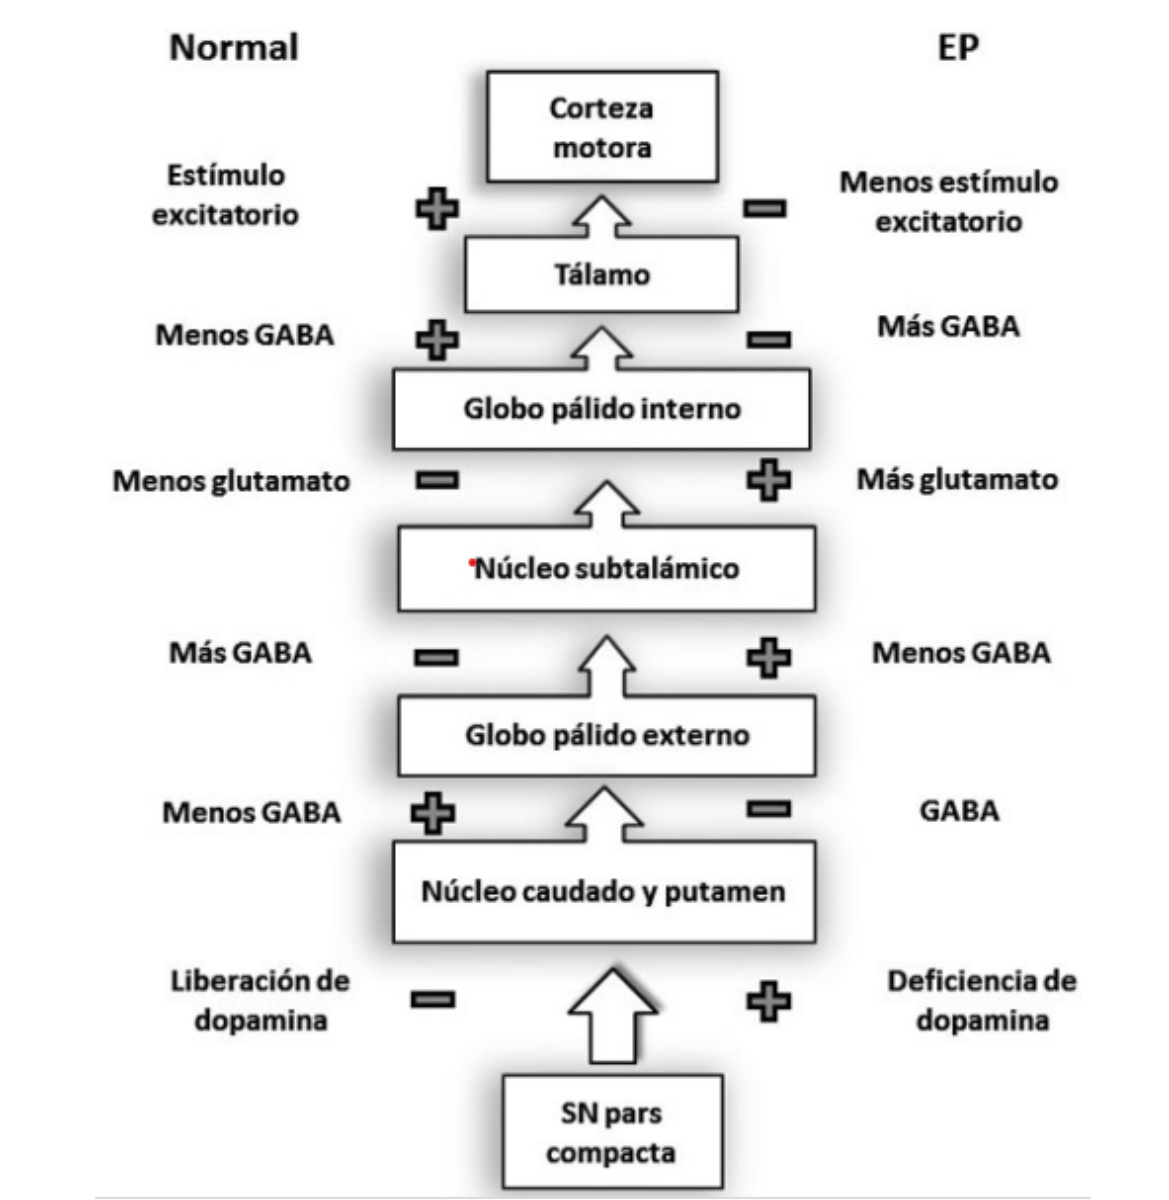 Normal
EP
Corteza
motora
Estímulo
excitatorio
Menos estímulo
excitatorio
Tálamo
Menos GABA
Más GABA
Globo pálido interno
Menos glutamato
Más glutamato
Núcleo subtalámico
Más GABA
Menos GABA
Globo pálido externo
Menos GABA
GABA
Núcleo caudado y putamen
Liberación de
dopamina
Deficiencia de
dopamina
SN pars
compacta